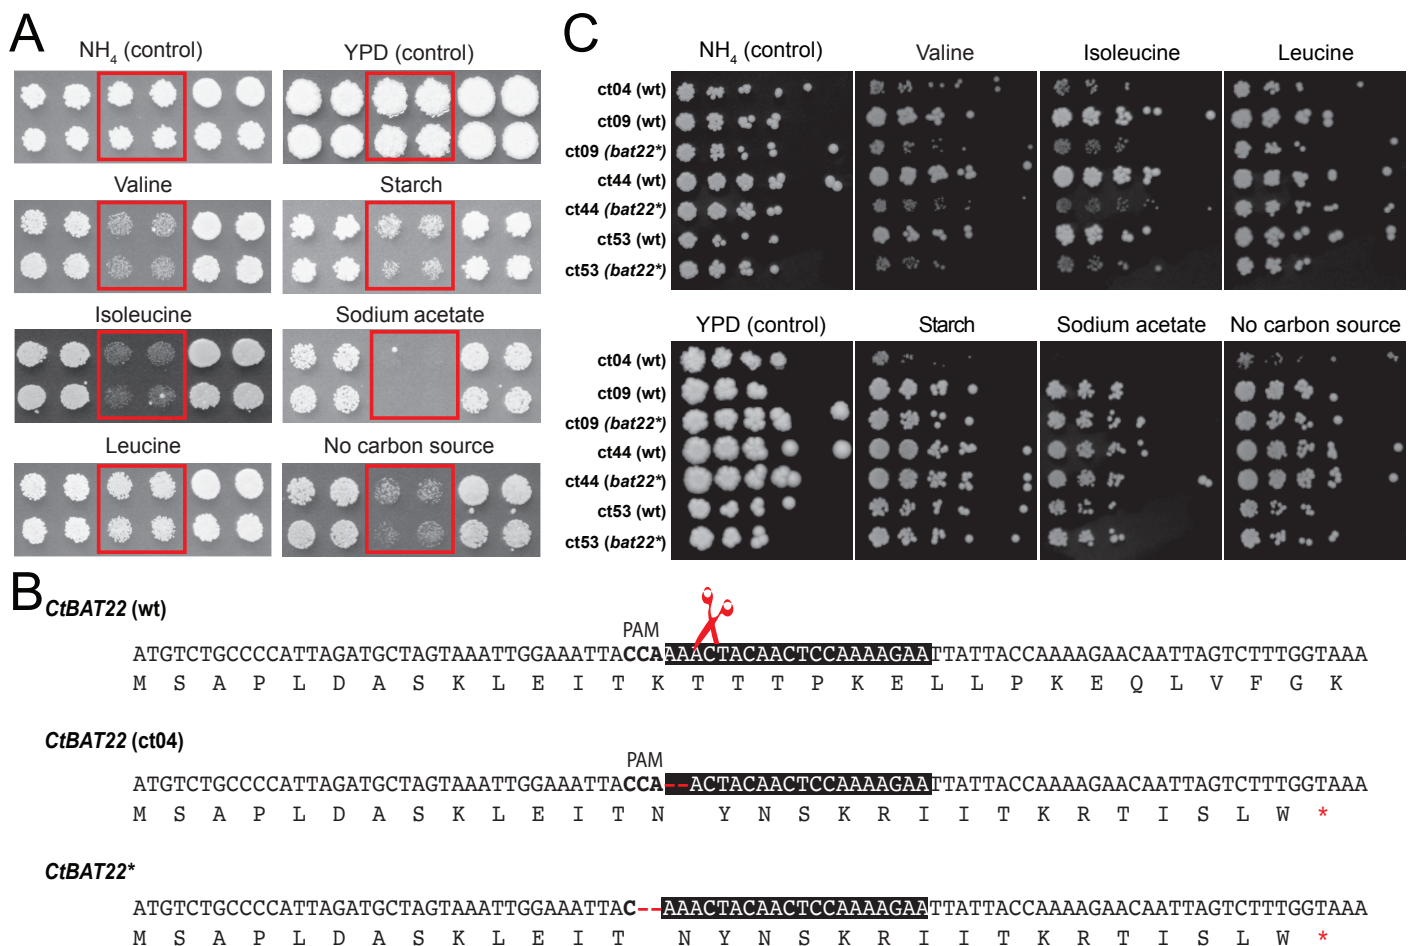 A
NH4 (control)
YPD (control)
Valine
Starch
Isoleucine
Sodium acetate
Leucine
No carbon source
C
NH4 (control)
Valine
Isoleucine
Leucine
ct04 (wt)
ct09 (wt)
ct09 (bat22*)
ct44 (wt)
ct44 (bat22*)
ct53 (wt)
ct53 (bat22*)
YPD (control)
Starch
Sodium acetate
No carbon source
ct04 (wt)
ct09 (wt)
ct09 (bat22*)
ct44 (wt)
ct44 (bat22*)
ct53 (wt)
ct53 (bat22*)
B
CtBAT22 (wt)
PAM
ATGTCTGCCCCATTAGATGCTAGTAAATTGGAAATTACCAAAACTACAACTCCAAAAGAATTATTACCAAAAGAACAATTAGTCTTTGGTAAA
M S A P L D A S K L E I T K T T T P K E L L P K E Q L V F G K
CtBAT22 (ct04)
PAM
ATGTCTGCCCCATTAGATGCTAGTAAATTGGAAATTACCA--ACTACAACTCCAAAAGAATTATTACCAAAAGAACAATTAGTCTTTGGTAAA
M S A P L D A S K L E I T N Y N S K R I I T K R T I S L W *
CtBAT22*
ATGTCTGCCCCATTAGATGCTAGTAAATTGGAAATTAC--AAACTACAACTCCAAAAGAATTATTACCAAAAGAACAATTAGTCTTTGGTAAA
M S A P L D A S K L E I T N Y N S K R I I T K R T I S L W *